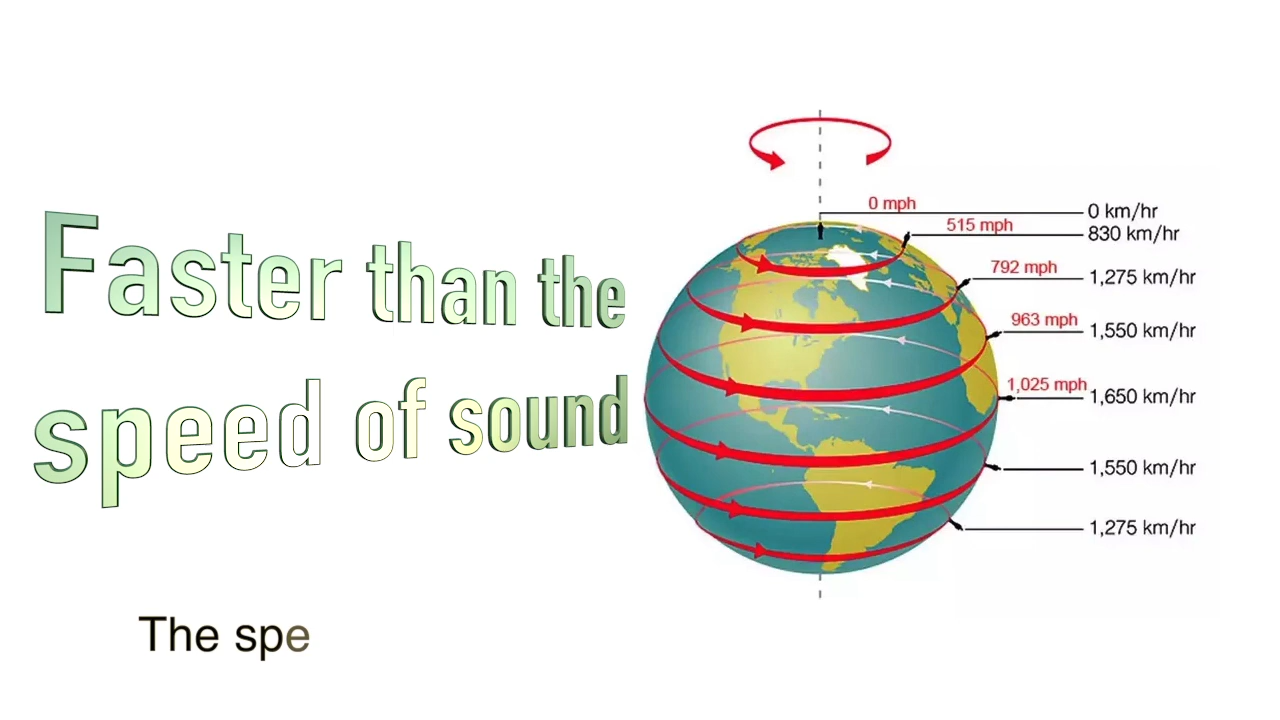 Faster than the
speed of sound
0 mph
0 km/hr
515 mph
830 km/hr
792 mph
1,275 km/hr
963 mph
1,550 km/hr
1,025 mph
1,650 km/hr
1,550 km/hr
1,275 km/hr
The spe